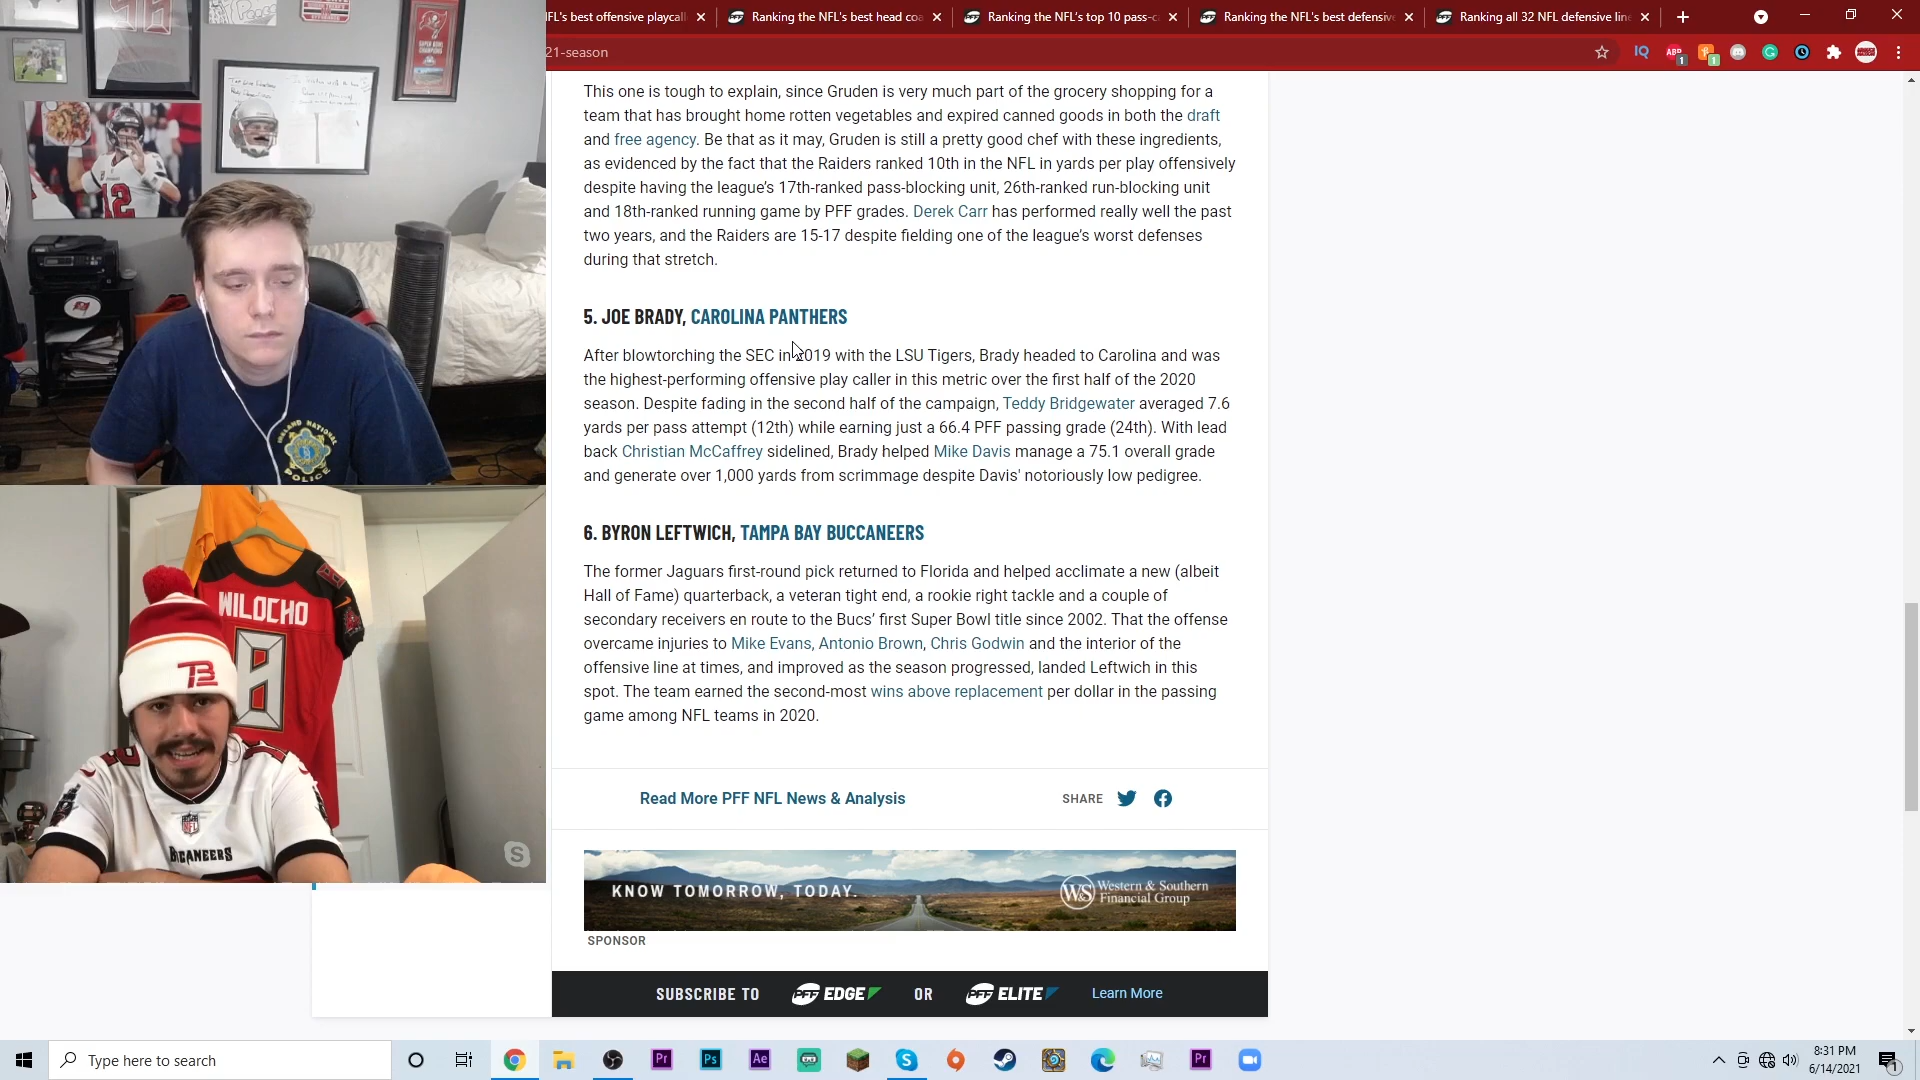 NFL's best offensive playcall
Ranking the NFL's best head coa
Ranking the NFL's top 10 pass-c
Ranking the NFL's best defensive
Ranking all 32 NFL defensive line
21-season
This one is tough to explain, since Gruden is very much part of the grocery shopping for a
team that has brought home rotten vegetables and expired canned goods in both the draft
and free agency. Be that as it may, Gruden is still a pretty good chef with these ingredients,
as evidenced by the fact that the Raiders ranked 10th in the NFL in yards per play offensively
despite having the league's 17th-ranked pass-blocking unit, 26th-ranked run-blocking unit
and 18th-ranked running game by PFF grades. Derek Carr has performed really well the past
two years, and the Raiders are 15-17 despite fielding one of the league's worst defenses
during that stretch.
5. JOE BRADY, CAROLINA PANTHERS
After blowtorching the SEC in 2019 with the LSU Tigers, Brady headed to Carolina and was
the highest-performing offensive play caller in this metric over the first half of the 2020
season. Despite fading in the second half of the campaign, Teddy Bridgewater averaged 7.6
yards per pass attempt (12th) while earning just a 66.4 PFF passing grade (24th). With lead
back Christian McCaffrey sidelined, Brady helped Mike Davis manage a 75.1 overall grade
and generate over 1,000 yards from scrimmage despite Davis' notoriously low pedigree.
6. BYRON LEFTWICH, TAMPA BAY BUCCANEERS
The former Jaguars first-round pick returned to Florida and helped acclimate a new (albeit
Hall of Fame) quarterback, a veteran tight end, a rookie right tackle and a couple of
secondary receivers en route to the Bucs' first Super Bowl title since 2002. That the offense
overcame injuries to Mike Evans, Antonio Brown, Chris Godwin and the interior of the
offensive line at times, and improved as the season progressed, landed Leftwich in this
spot. The team earned the second-most wins above replacement per dollar in the passing
game among NFL teams in 2020.
Read More PFF NFL News & Analysis
SHARE
KNOW TOMORROW, TODAY.
W&S Western & Southern
Financial Group
SPONSOR
SUBSCRIBE TO PFF EDGE OR PFF ELITE Learn More
12
POLICE
WILOCHO
8
TB
NFL
BUCCANEERS
Type here to search
8:31 PM
6/14/2021